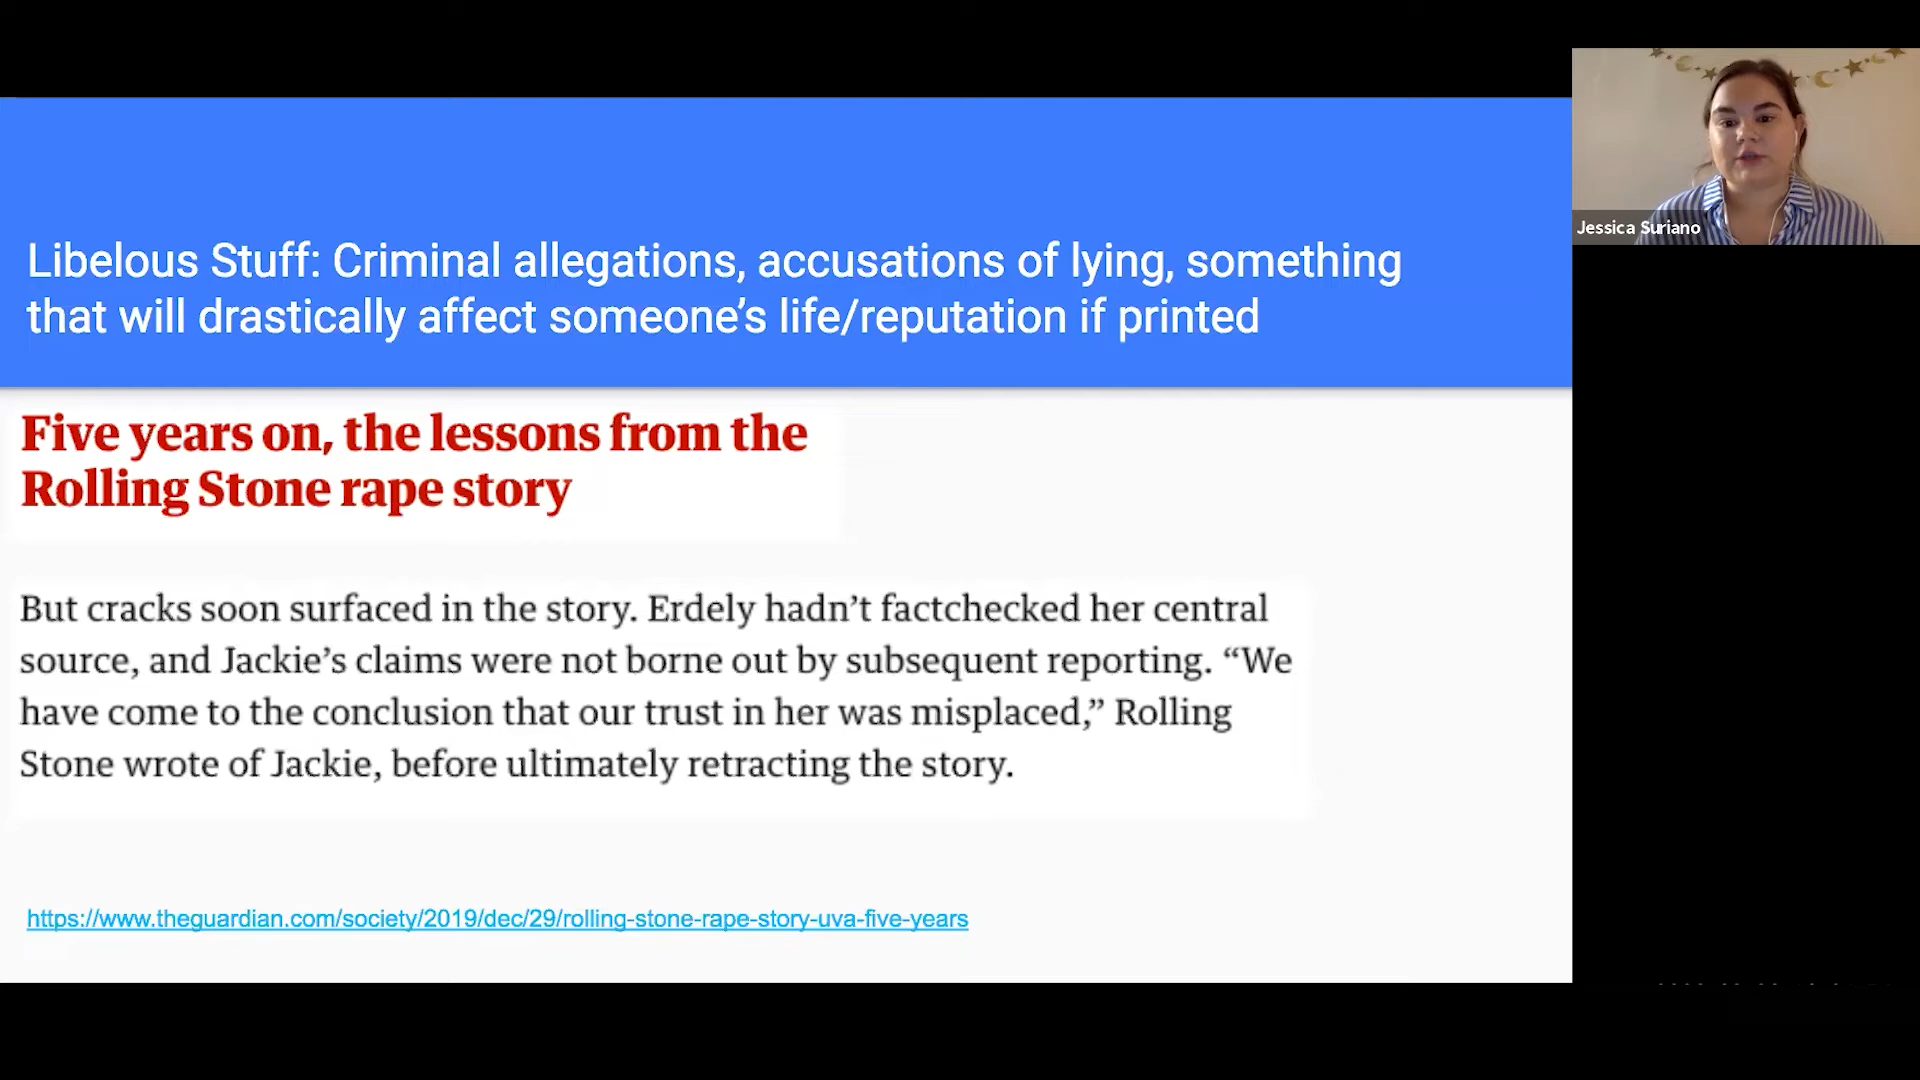 Libelous Stuff: Criminal allegations, accusations of lying, something
that will drastically affect someone’s life/reputation if printed
Jessica Suriano
Five years on, the lessons from the
Rolling Stone rape story
But cracks soon surfaced in the story. Erdely hadn’t factchecked her central
source, and Jackie’s claims were not borne out by subsequent reporting. “We
have come to the conclusion that our trust in her was misplaced,” Rolling
Stone wrote of Jackie, before ultimately retracting the story.
https://www.theguardian.com/society/2019/dec/29/rolling-stone-rape-story-uva-five-years